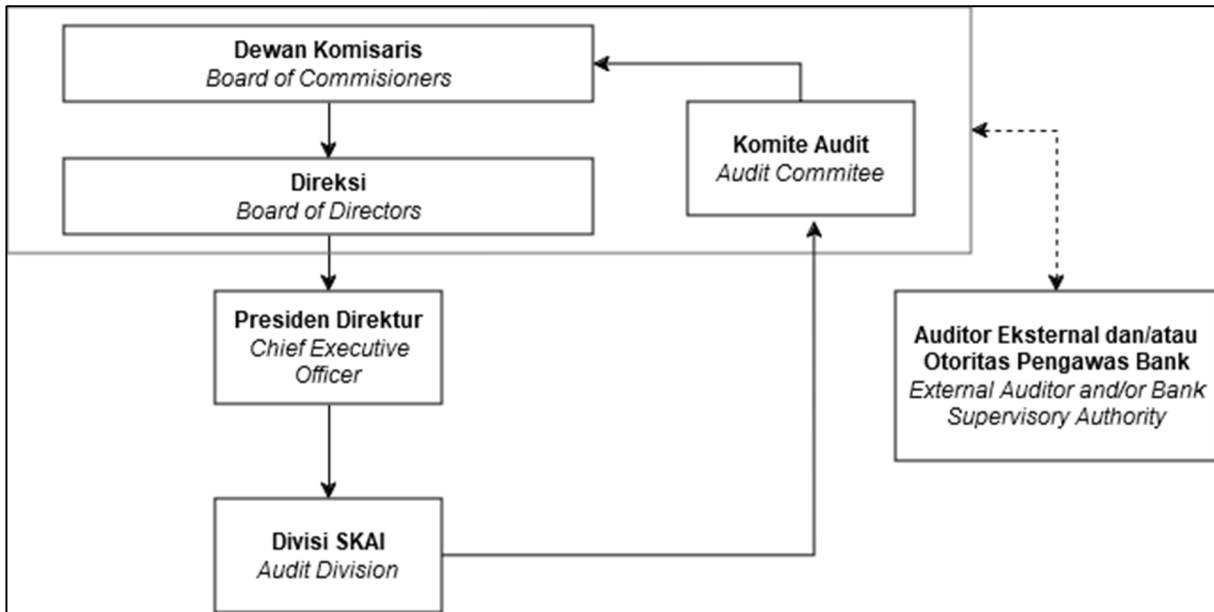 Dewan Komisaris
Board of Commisioners
Direksi
Board of Directors
Komite Audit
Audit Commitee
Presiden Direktur
Chief Executive
Officer
Auditor Eksternal dan/atau
Otoritas Pengawas Bank
External Auditor and/or Bank
Supervisory Authority
Divisi SKAI
Audit Division